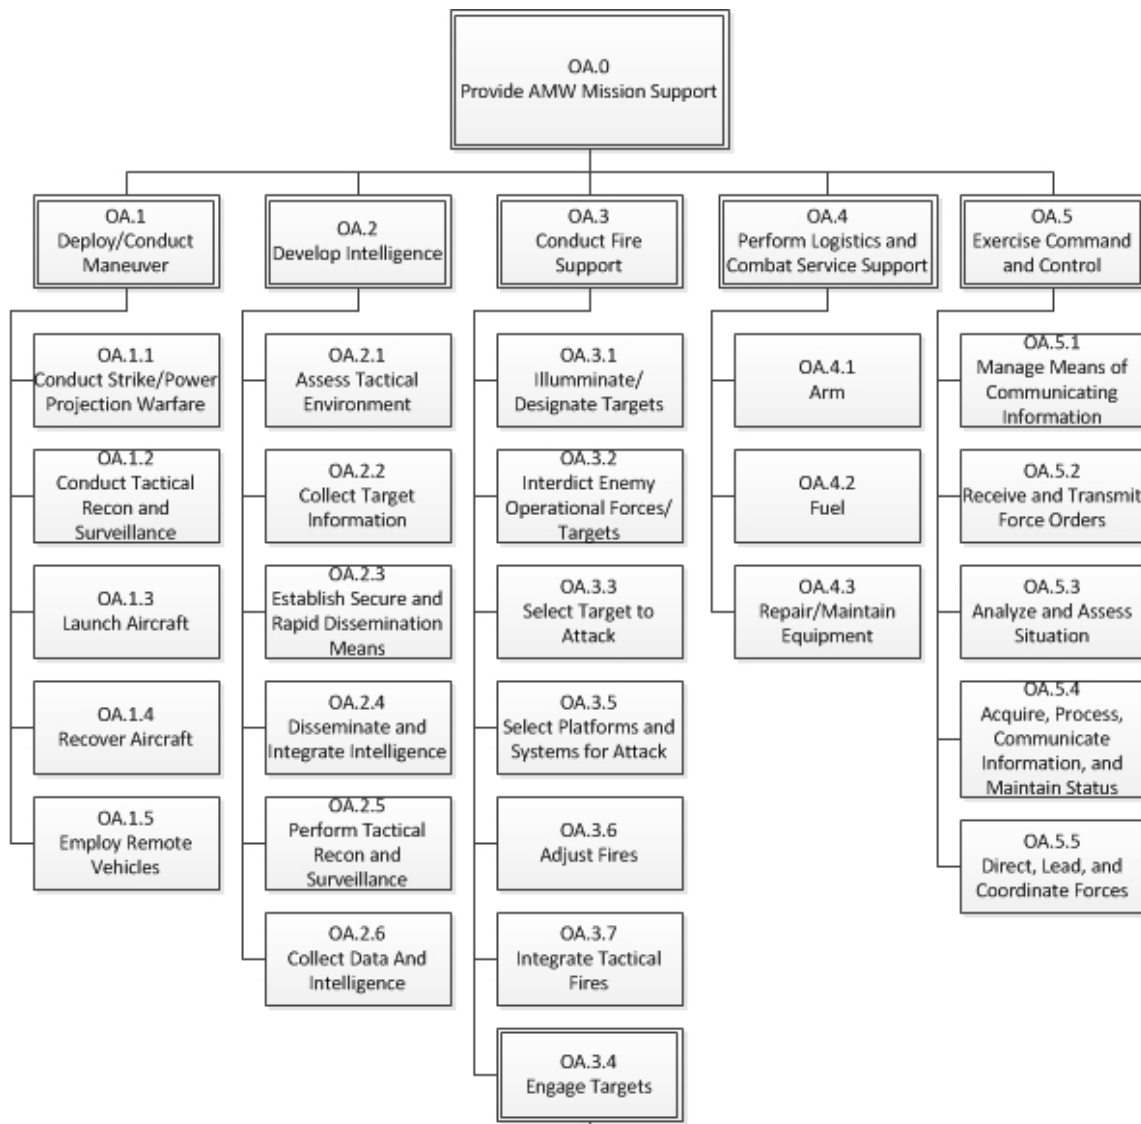 OA.0
Provide AMW Mission Support
OA.1
Deploy/Conduct
Maneuver
OA.2
Develop Intelligence
OA.3
Conduct Fire
Support
OA.4
Perform Logistics and
Combat Service Support
OA.5
Exercise Command
and Control
OA.1.1
Conduct Strike/Power
Projection Warfare
OA.1.2
Conduct Tactical
Recon and
Surveillance
OA.1.3
Launch Aircraft
OA.1.4
Recover Aircraft
OA.1.5
Employ Remote
Vehicles
OA.2.1
Assess Tactical
Environment
OA.2.2
Collect Target
Information
OA.2.3
Establish Secure and
Rapid Dissemination
Means
OA.2.4
Disseminate and
Integrate Intelligence
OA.2.5
Perform Tactical
Recon and
Surveillance
OA.2.6
Collect Data And
Intelligence
OA.3.1
Illumminate/
Designate Targets
OA.3.2
Interdict Enemy
Operational Forces/
Targets
OA.3.3
Select Target to
Attack
OA.3.5
Select Platforms and
Systems for Attack
OA.3.6
Adjust Fires
OA.3.7
Integrate Tactical
Fires
OA.3.4
Engage Targets
OA.4.1
Arm
OA.4.2
Fuel
OA.4.3
Repair/Maintain
Equipment
OA.5.1
Manage Means of
Communicating
Information
OA.5.2
Receive and Transmit
Force Orders
OA.5.3
Analyze and Assess
Situation
OA.5.4
Acquire, Process,
Communicate
Information, and
Maintain Status
OA.5.5
Direct, Lead, and
Coordinate Forces